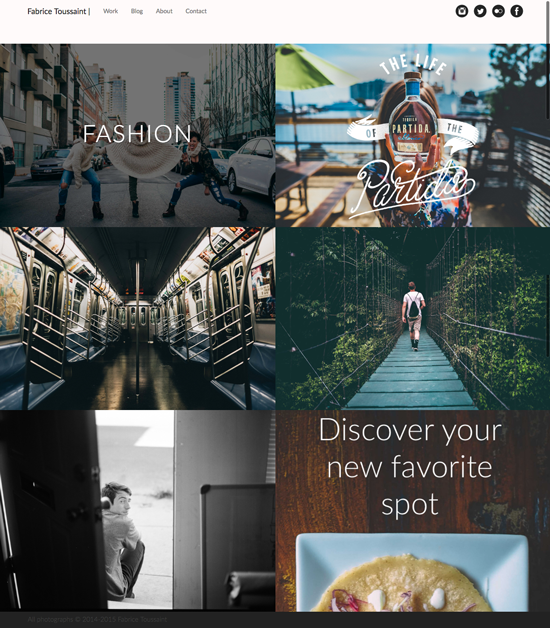 Fabrice Toussaint | Work Blog About Contact
FASHION
THE LIFE
OF THE
TEQUILA
PARTIDA
Partida
Discover your
new favorite
spot
All photographs © 2014-2015 Fabrice Toussaint